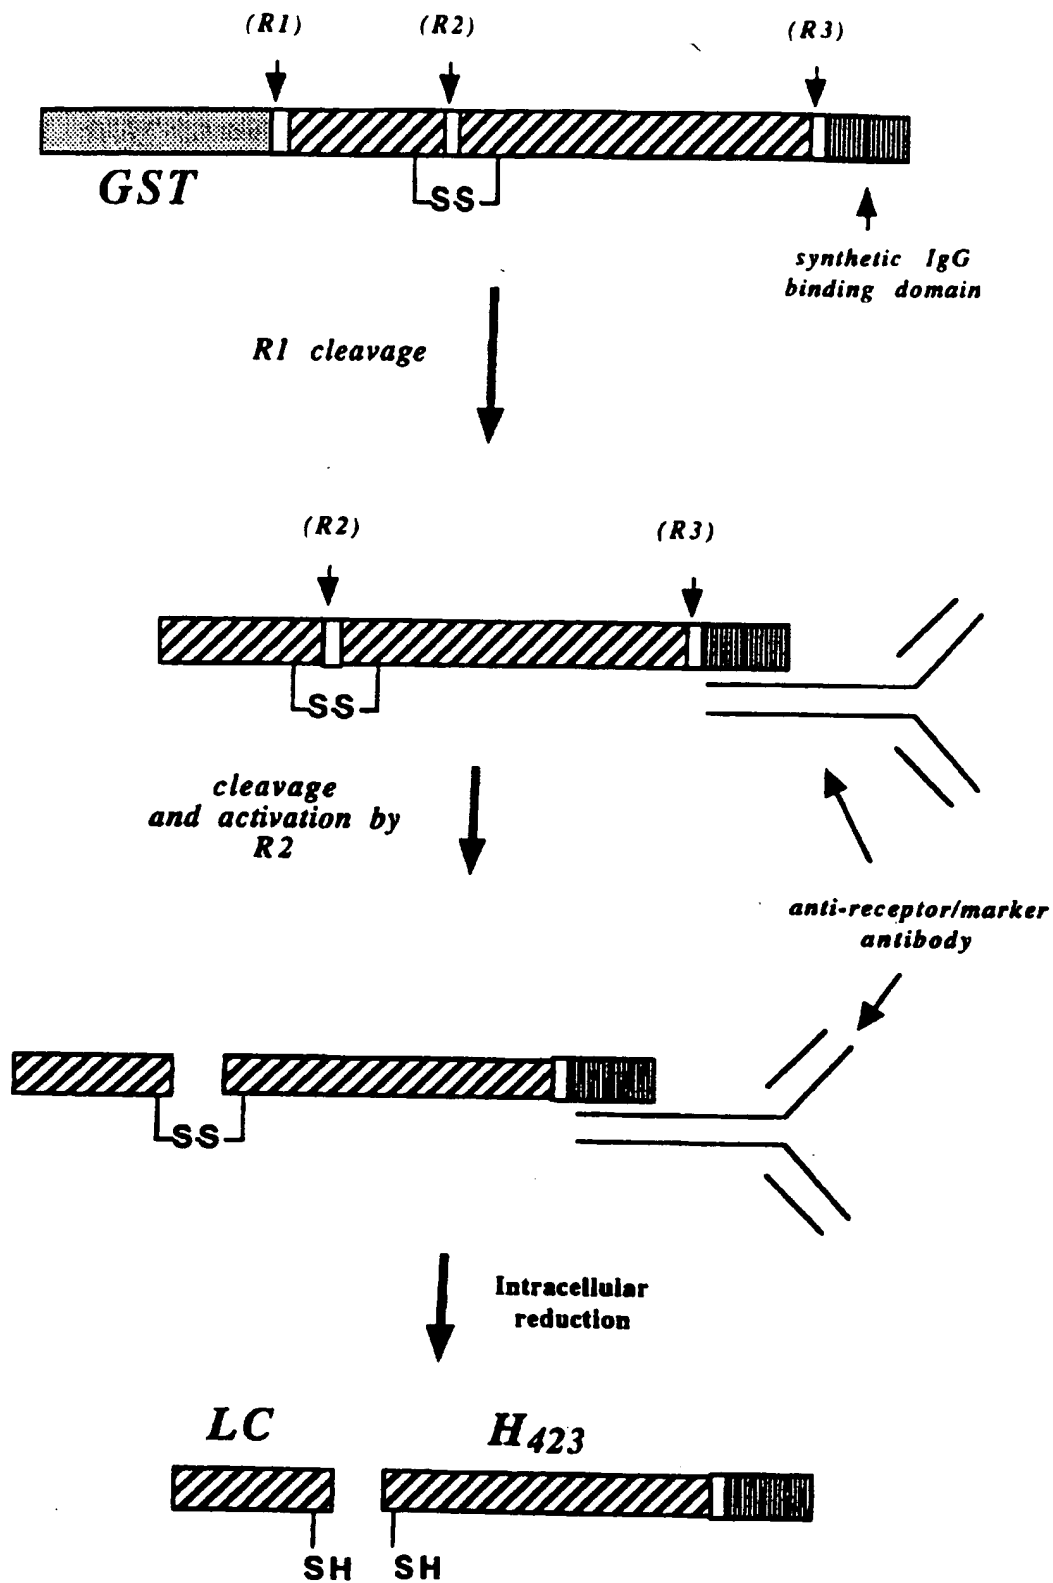 (R1) (R2) (R3)
GST
SS
synthetic IgG
binding domain
R1 cleavage
(R2) (R3)
SS
cleavage
and activation by
R2
anti-receptor/marker
antibody
SS
Intracellular
reduction
LC H423
SH SH